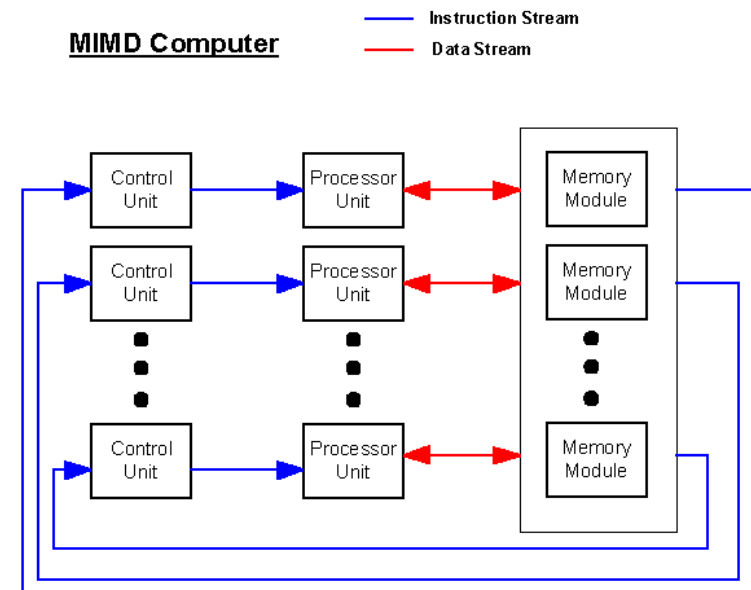 MIMD Computer
Instruction Stream
Data Stream
Control
Unit
Processor
Unit
Memory
Module
Control
Unit
Processor
Unit
Memory
Module
Control
Unit
Processor
Unit
Memory
Module